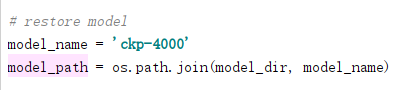 # restore model
model_name = 'ckp-4000'
model_path = os.path.join(model_dir, model_name)